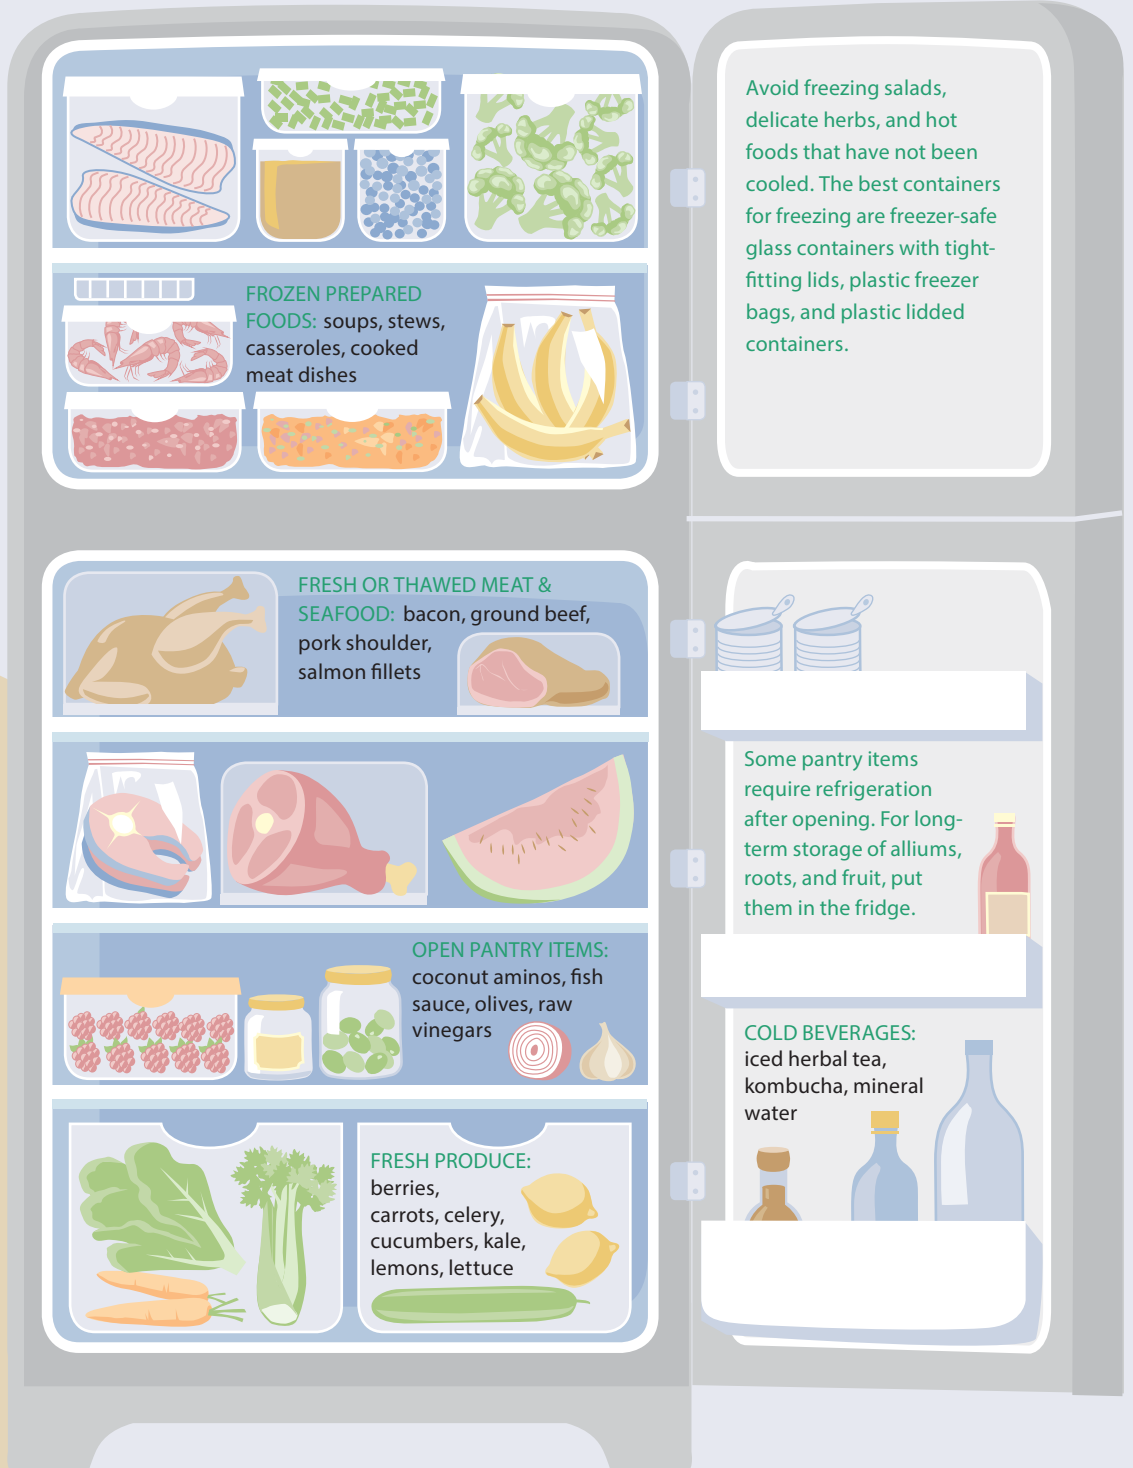 Avoid freezing salads,
delicate herbs, and hot
foods that have not been
cooled. The best containers
for freezing are freezer-safe
glass containers with tight-
fitting lids, plastic freezer
bags, and plastic lidded
containers.
FROZEN PREPARED
FOODS: soups, stews,
casseroles, cooked
meat dishes
FRESH OR THAWED MEAT &
SEAFOOD: bacon, ground beef,
pork shoulder,
salmon fillets
Some pantry items
require refrigeration
after opening. For long-
term storage of alliums,
roots, and fruit, put
them in the fridge.
OPEN PANTRY ITEMS:
coconut aminos, fish
sauce, olives, raw
vinegars
COLD BEVERAGES:
iced herbal tea,
kombucha, mineral
water
FRESH PRODUCE:
berries,
carrots, celery,
cucumbers, kale,
lemons, lettuce